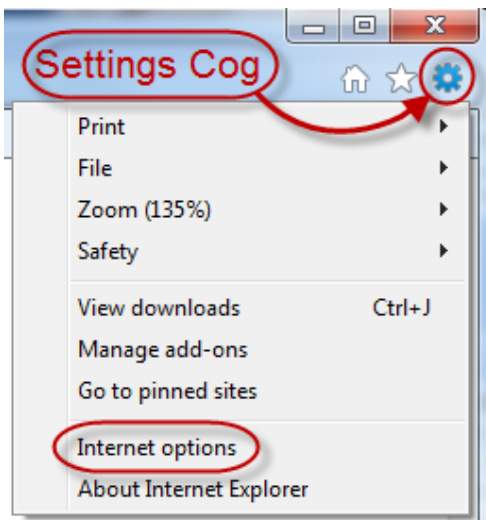 Settings Cog
Print
File
Zoom (135%)
Safety
View downloads Ctrl+J
Manage add-ons
Go to pinned sites
Internet options
About Internet Explorer